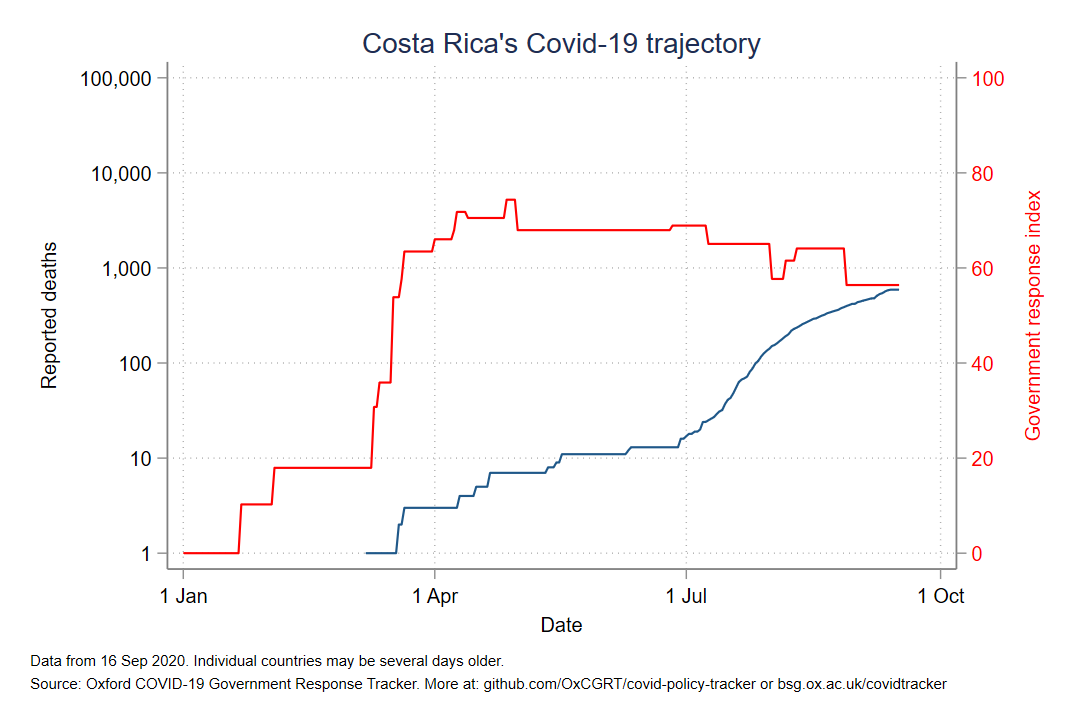 Costa Rica's Covid-19 trajectory
100,000
10,000
1,000
100
10
1
Reported deaths
100
80
60
40
20
0
Government response index
1 Jan
1 Apr
1 Jul
1 Oct
Date
Data from 16 Sep 2020. Individual countries may be several days older.
Source: Oxford COVID-19 Government Response Tracker. More at: github.com/OxCGRT/covid-policy-tracker or bsg.ox.ac.uk/covidtracker